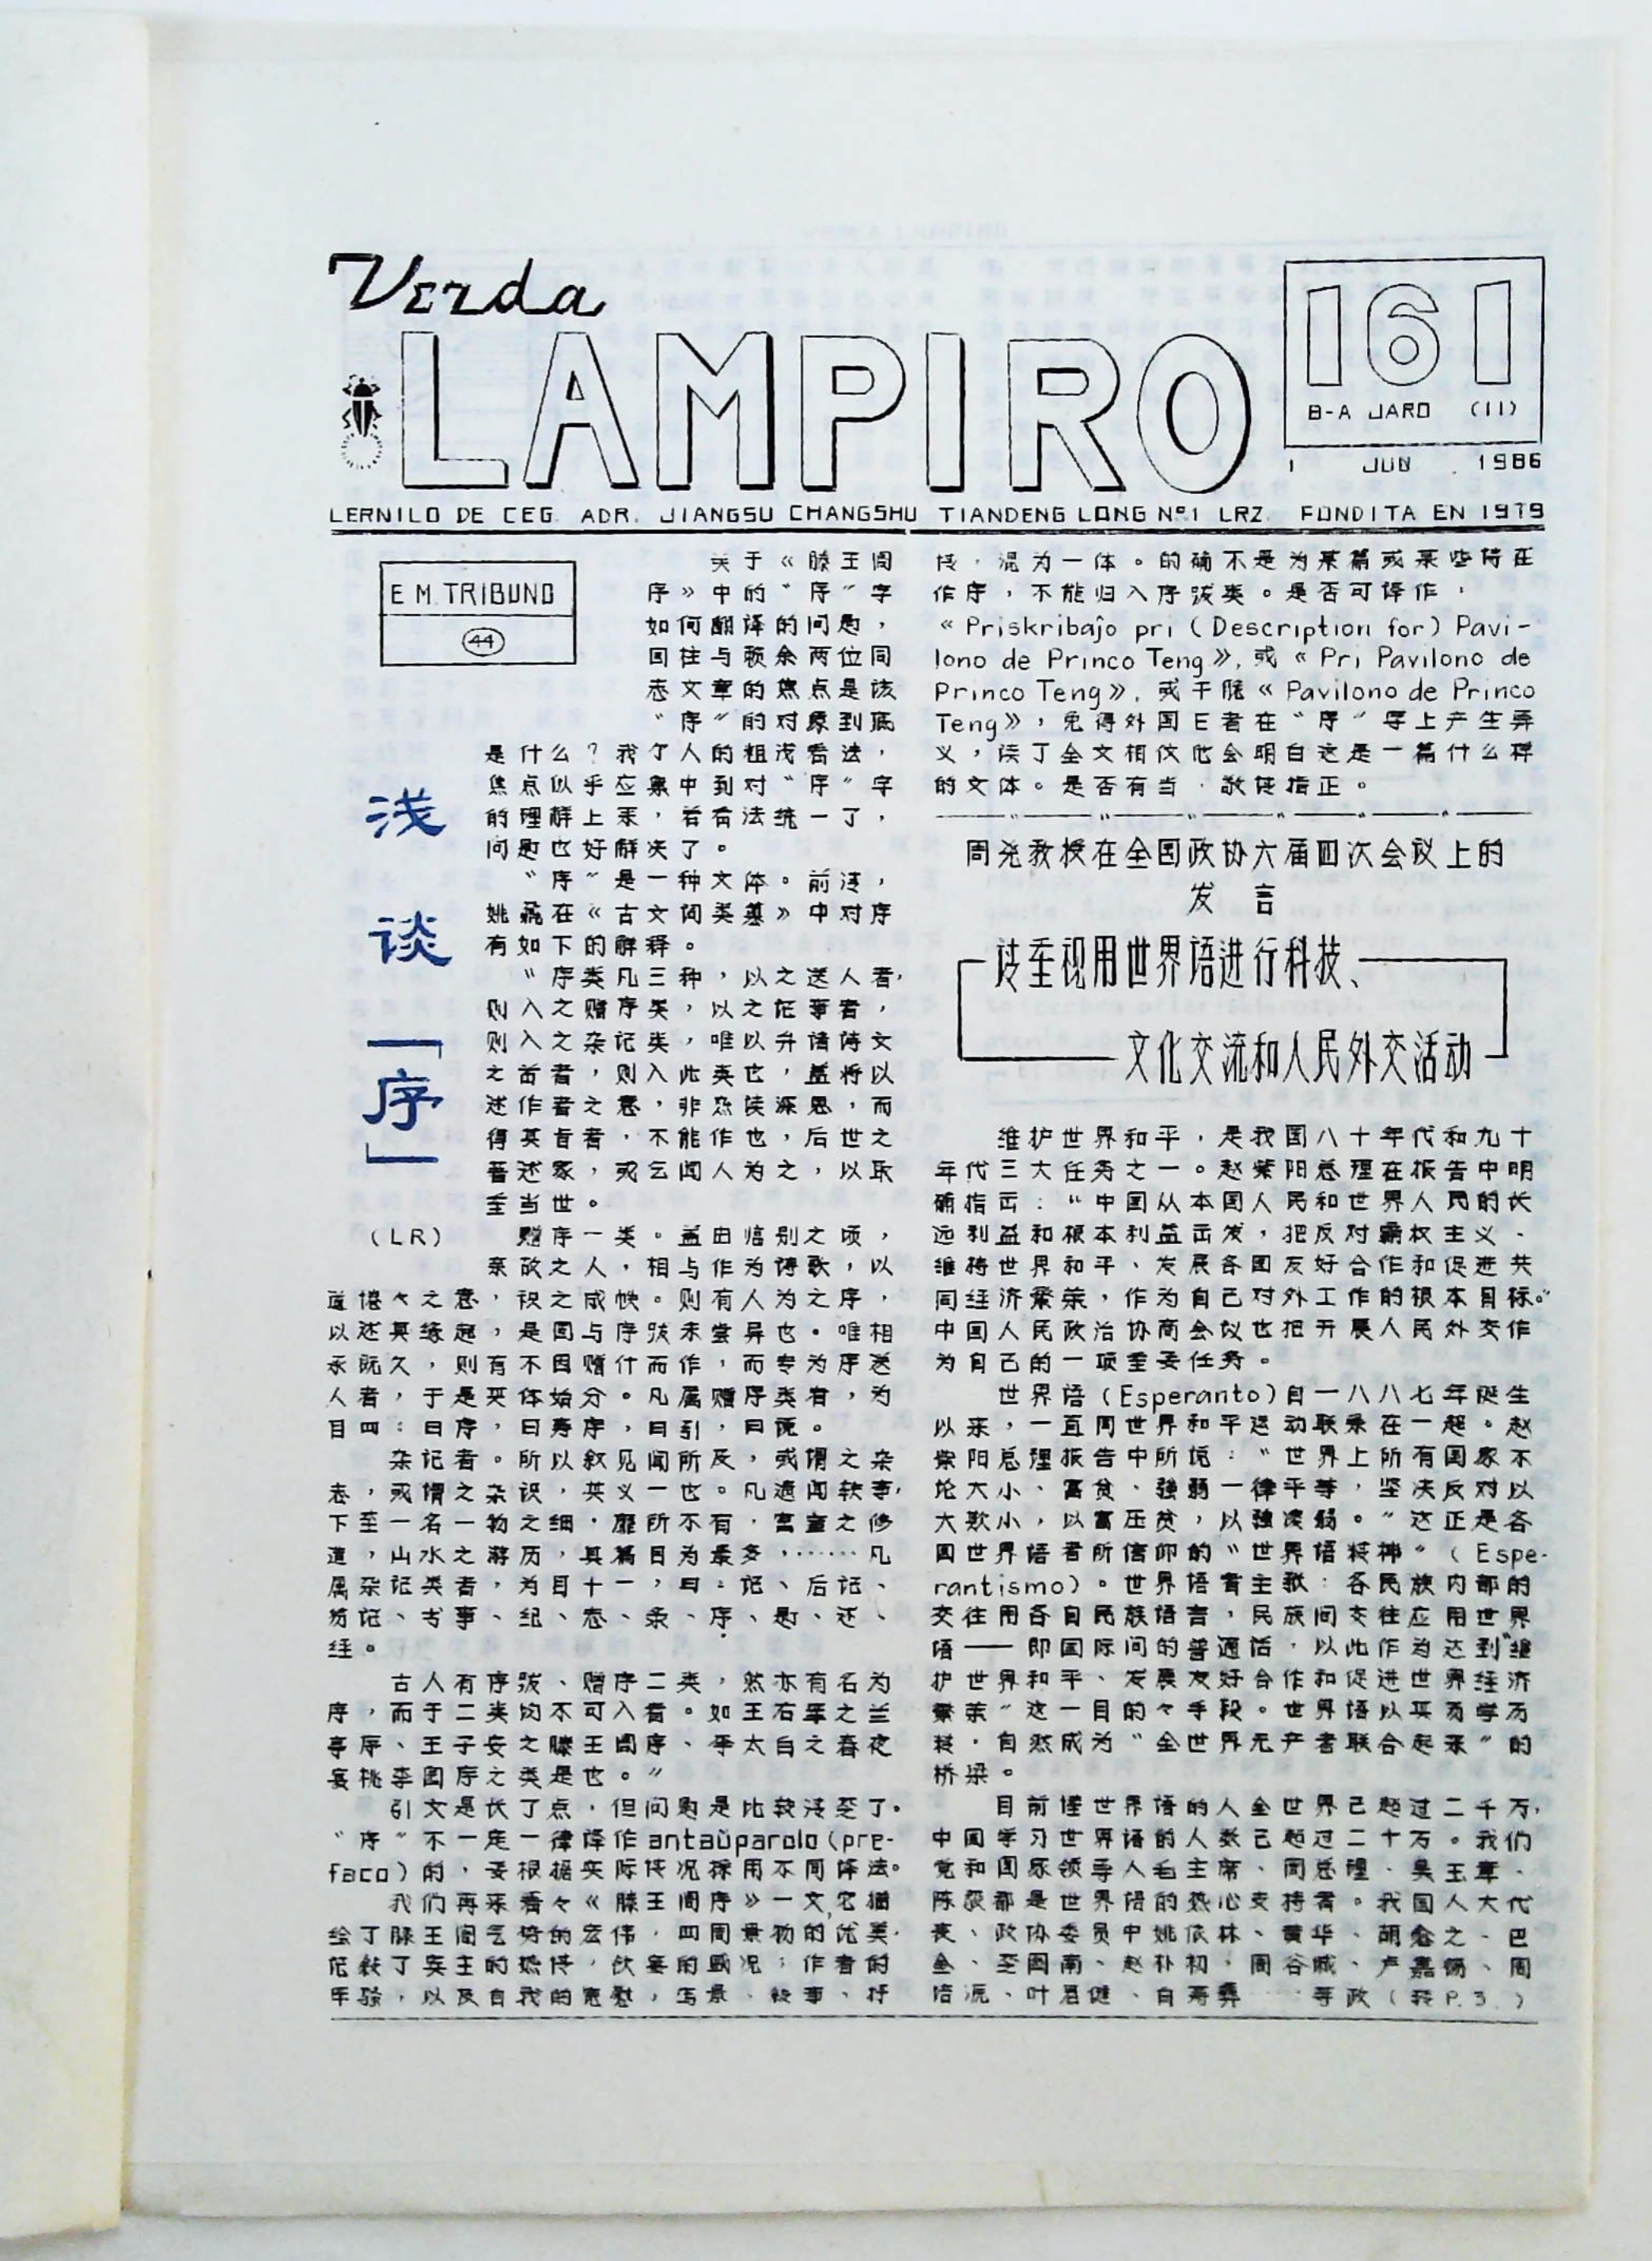 Verda
LAMPIRO
161
8-A JARO (11)
1 JUN 1986
LERNILO DE CEG. ADR. JIANGSU CHANGSHU TIANDENG LONG Nº1 LRZ. FONDITA EN 1979
E M. TRIBUNO
44
浅谈「序」
(LR)
关于《滕王阁
序》中的“序”字
如何翻译的问题，
回往与顾余两位同
志文章的焦点是该
“序”的对象到底
是什么？我个人的粗浅看法，
焦点似乎应集中到对“序”字
的理解上来，若看法统一了，
问题也好解决了。
“序”是一种文体。前清，
姚鼐在《古文词类纂》中对序
有如下的解释。
“序类凡三种，以之送人者，
则入之赠序类，以之记事者，
则入之杂记类，唯以弁诸诗文
之首者，则入此类也，盖将以
述作者之意，非熟读深思，而
得其旨者，不能作也，后世之
著述家，或乞闻人为之，以取
重当世。
赠序一类。盖由临别之顷，
亲故之人，相与作为诗歌，以
道惓々之意，积之成帙。则有人为之序，
以述其缘起，是固与序跋未尝异也。唯相
承既久，则有不因赠什而作，而专为序送
人者，于是其体始分。凡属赠序类者，为
目四：曰序，曰寿序，曰引，曰说。
杂记者。所以叙见闻所及，或谓之杂
志，或谓之杂识，其义一也。凡遗闻轶事，
下至一名一物之细，靡所不有，宫室之修
造，山水之游历，其篇目为最多，……凡
属杂记类者，为目十一，曰：记、后记、
笏记、书事、纪、志、录、序、题、述、
经。
古人有序跋、赠序二类，然亦有名为
序，而于二类均不可入者。如王右军之兰
亭序、王子安之滕王阁序、李太白之春夜
宴桃李园序之类是也。”
引文是长了点，但问题是比较清楚了。
“序”不一定一律译作antaŭparolo(pre-
faco)的，要根据实际情况采用不同译法。
我们再来看々《滕王阁序》一文，它描
绘了滕王阁气势的宏伟，四周景物的优美，
记叙了宾主的婚情，饮宴的盛况；作者的
年龄，以及自我的宽慰，写景、叙事、抒
情，混为一体。的确不是为某篇或某些诗在
作序，不能归入序跋类。是否可译作，
《Priskribaĵo pri (Description for) Pavi-
lono de Princo Teng》，或《Pri Pavilono de
Princo Teng》，或干脆《Pavilono de Princo
Teng》，免得外国E者在“序”字上产生异
义，读了全文相信他会明白这是一篇什么样
的文体。是否有当，敬候指正。
周尧教授在全国政协六届四次会议上的
发言
请重视用世界语进行科技、
文化交流和人民外交活动
维护世界和平，是我国八十年代和九十
年代三大任务之一。赵紫阳总理在报告中明
确指出：“中国从本国人民和世界人民的长
远利益和根本利益出发，把反对霸权主义、
维持世界和平、发展各国友好合作和促进共
同经济繁荣，作为自己对外工作的根本目标。”
中国人民政治协商会议也把开展人民外交作
为自己的一项重要任务。
世界语(Esperanto)自一八八七年诞生
以来，一直同世界和平运动联系在一起。赵
紫阳总理报告中所说：“世界上所有国家不
论大小、富贫、强弱一律平等，坚决反对以
大欺小，以富压贫，以强凌弱。”这正是各
国世界语者所信仰的“世界语精神”（Espe-
rantismo)。世界语者主张：各民族内部的
交往用各自民族语言，民族间交往应用世界
语——即国际间的普通话，以此作为达到“维
护世界和平、发展友好合作和促进世界经济
繁荣”这一目的々手段。世界语以其易学易
懂，自然成为“全世界无产者联合起来”的
桥梁。
目前懂世界语的人全世界已超过二千万，
中国学习世界语的人数已超过二十万。我们
党和国家领导人毛主席、周总理、吴玉章、
陈毅都是世界语的热心支持者。我国人大代
表、政协委员中姚依林、黄华、胡愈之、巴
金、楚图南、赵朴初，周谷城、卢嘉锡、周
培源、叶君健、白寿彝……等政（转P.3.）